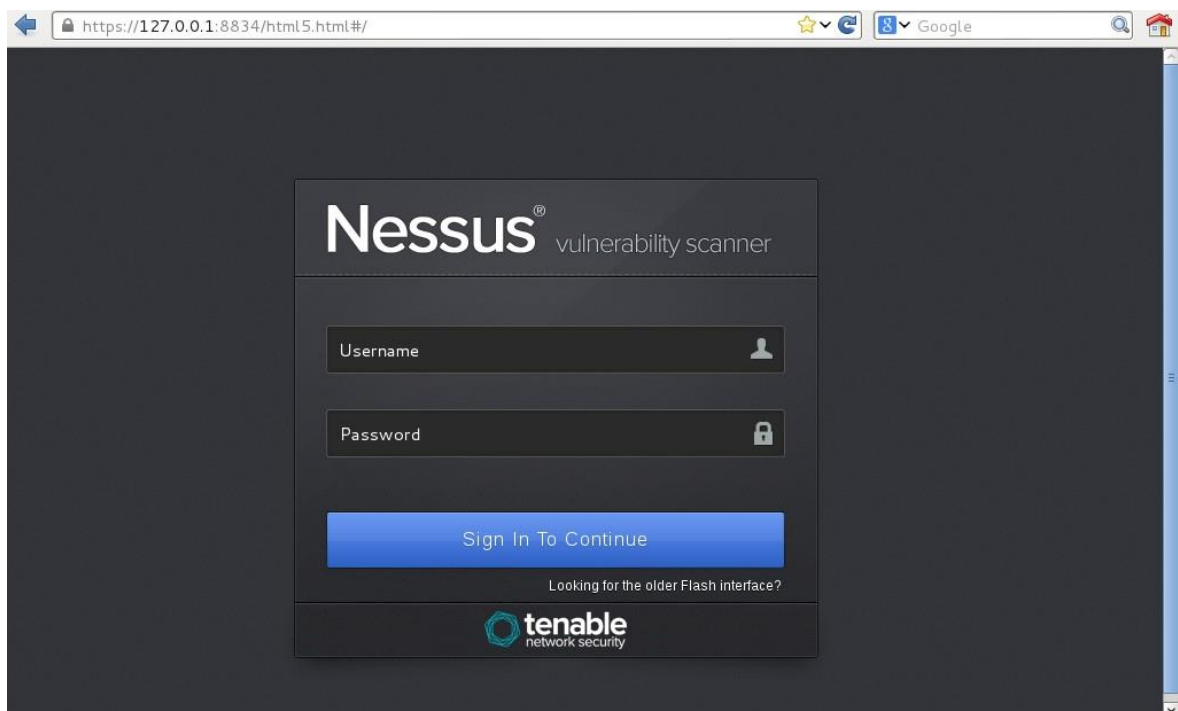 https://127.0.0.1:8834/html5.html#/
8
Google
Nessus® vulnerability scanner
Username
Password
Sign In To Continue
Looking for the older Flash interface?
tenable
network security